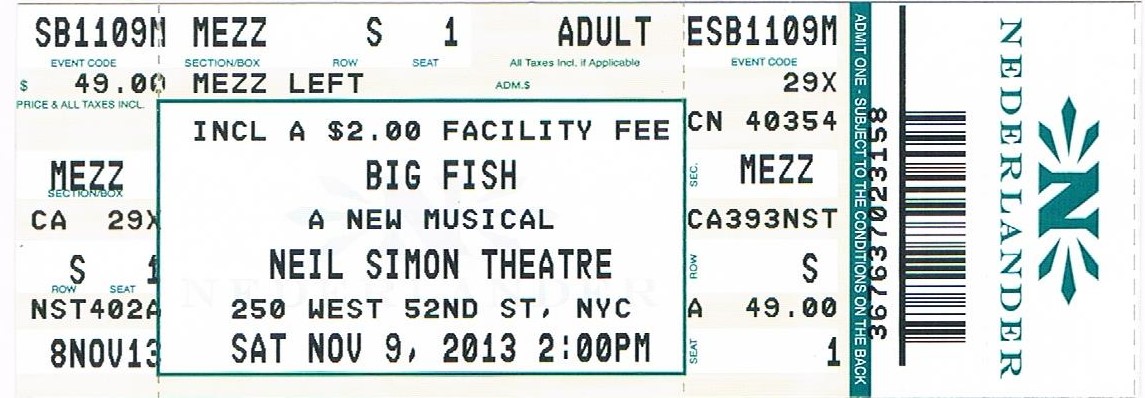 SB1109M MEZZ S 1 ADULT ESB1109M
EVENT CODE SECTION/BOX ROW SEAT All Taxes Incl. if Applicable EVENT CODE
$ 49.00 MEZZ LEFT ADM.$ 29X
PRICE & ALL TAXES INCL.
INCL A $2.00 FACILITY FEE
CN 40354
BIG FISH
MEZZ
SECTION/BOX
SEC. MEZZ
A NEW MUSICAL
CA 29X
CA393NST
NEIL SIMON THEATRE
S 1
ROW SEAT
ROW S
NEDERLANDER
250 WEST 52ND ST, NYC
NST402A
A 49.00
SAT NOV 9, 2013 2:00PM
8NOV13
SEAT 1
ADMIT ONE - SUBJECT TO THE CONDITIONS ON THE BACK
367637023158
NEDERLANDER
N